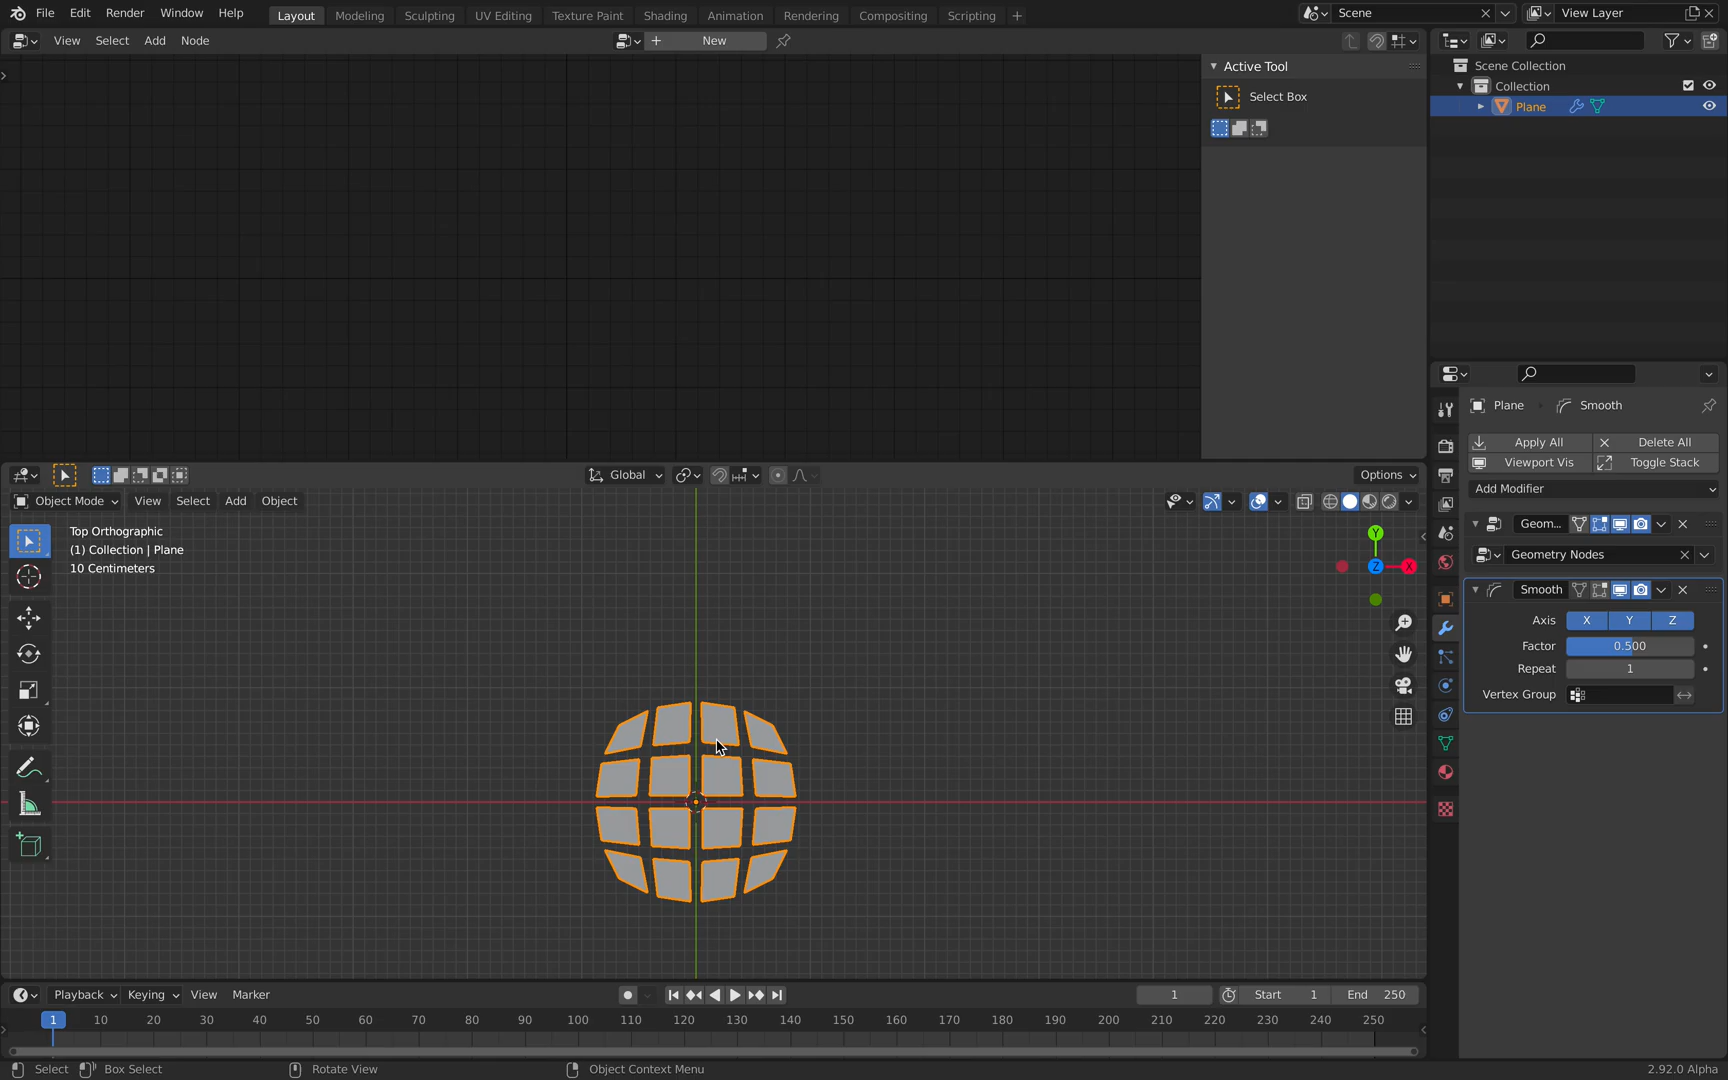 File Edit Render Window Help Layout Modeling Sculpting UV Editing Texture Paint Shading Animation Rendering Compositing Scripting + Scene View Layer
View Select Add Node + New
Active Tool
Select Box
Scene Collection
Collection
Plane
Plane Smooth
Apply All Delete All
Viewport Vis Toggle Stack
Add Modifier
Geom...
Geometry Nodes
Smooth
Axis X Y Z
Factor 0.500
Repeat 1
Vertex Group
Global Options
Object Mode View Select Add Object
Top Orthographic
(1) Collection | Plane
10 Centimeters
Y
Z X
Playback Keying View Marker 1 Start 1 End 250
1 10 20 30 40 50 60 70 80 90 100 110 120 130 140 150 160 170 180 190 200 210 220 230 240 250
Select Box Select Rotate View Object Context Menu 2.92.0 Alpha